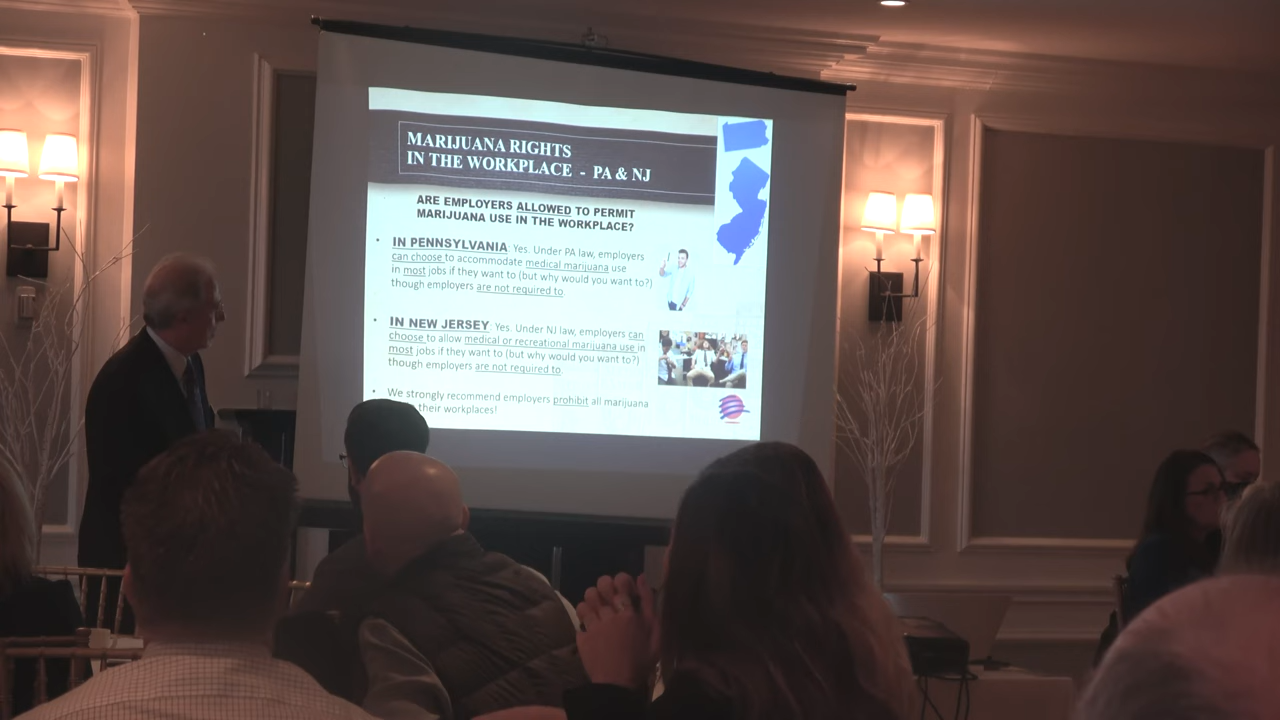 MARIJUANA RIGHTS
IN THE WORKPLACE - PA & NJ
ARE EMPLOYERS ALLOWED TO PERMIT
MARIJUANA USE IN THE WORKPLACE?
• IN PENNSYLVANIA: Yes. Under PA law, employers
can choose to accommodate medical marijuana use
in most jobs if they want to (but why would you want to?)
though employers are not required to.
• IN NEW JERSEY: Yes. Under NJ law, employers can
choose to allow medical or recreational marijuana use in
most jobs if they want to (but why would you want to?)
though employers are not required to.
• We strongly recommend employers prohibit all marijuana
their workplaces!